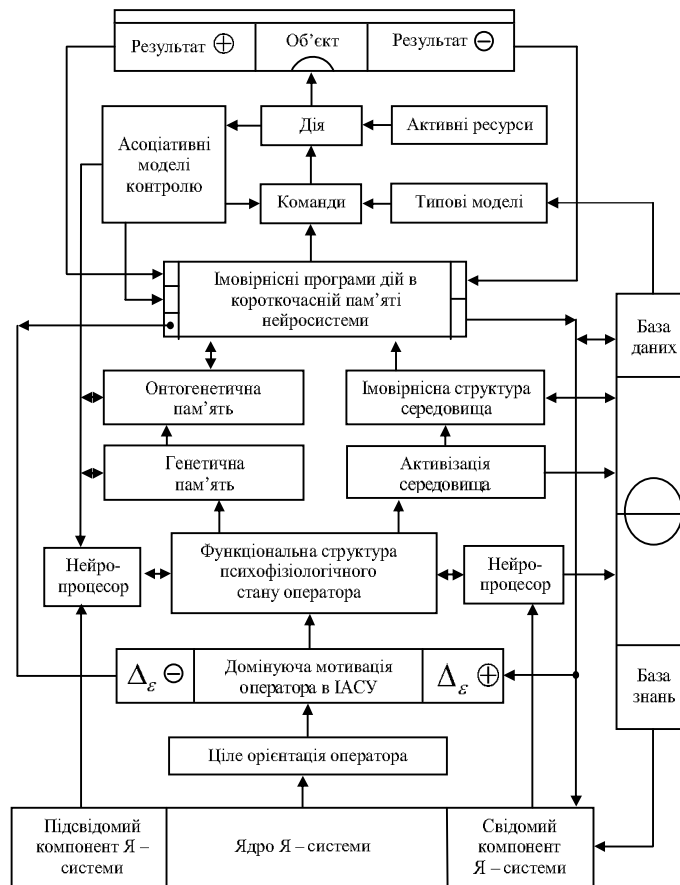 Результат ⊕
Об’єкт
Результат ⊖
Асоціативні
моделі
контролю
Дія
Активні ресурси
Команди
Типові моделі
Імовірнісні програми дій в
короткочасній пам’яті
нейросистеми
База
даних
Онтогенетична
пам’ять
Імовірнісна структура
середовища
Генетична
пам’ять
Активізація
середовища
Нейро-
процесор
Функціональна структура
психофізіологічного
стану оператора
Нейро-
процесор
Δε ⊖
Домінуюча мотивація
оператора в ІАСУ
Δε ⊕
База
знань
Ціле орієнтація оператора
Підсвідомий
компонент Я –
системи
Ядро Я – системи
Свідомий
компонент
Я – системи